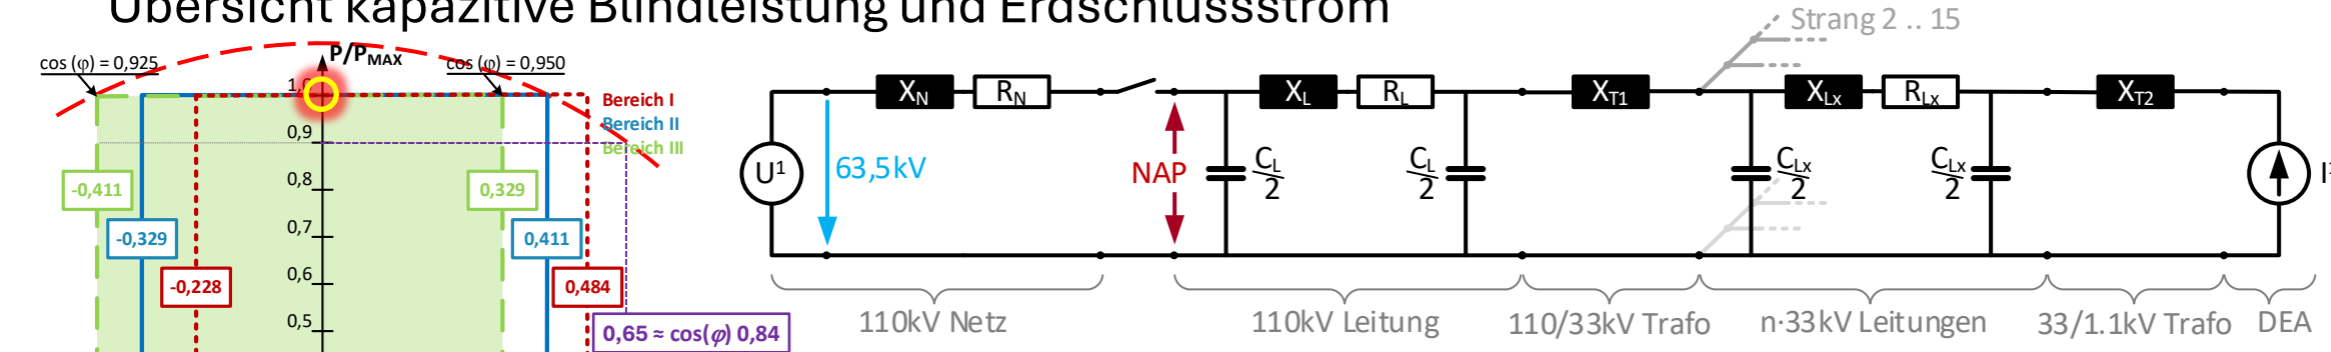 Übersicht kapazitive Blindleistung und Erdschlussstrom
Strang 2 .. 15
cos (φ) = 0,925
P/PMAX
cos (φ) = 0,950
1,0
Bereich I
Bereich II
Bereich III
0,9
0,8
0,7
0,6
0,5
-0,411
0,329
-0,329
0,411
-0,228
0,484
0,65 ≈ cos(φ) 0,84
XN
RN
XL
RL
XT1
XLx
RLx
XT2
U1
63,5kV
NAP
CL
2
CL
2
CLx
2
CLx
2
110kV Netz
110kV Leitung
110/33kV Trafo
n·33kV Leitungen
33/1.1kV Trafo
DEA